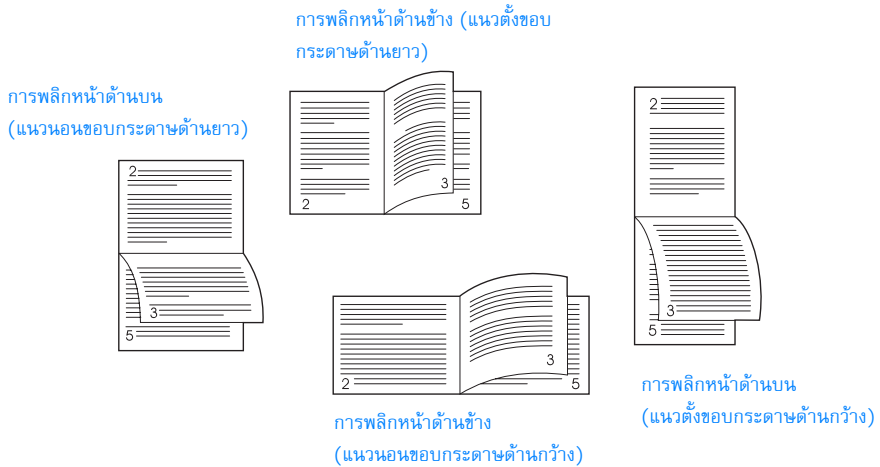 การพลิกหน้าด้านข้าง (แนวตั้งขอบ
กระดาษด้านยาว)
การพลิกหน้าด้านบน
(แนวนอนขอบกระดาษด้านยาว)
2
3
5
2
3
5
2
3
5
2
3
5
การพลิกหน้าด้านบน
(แนวตั้งขอบกระดาษด้านกว้าง)
การพลิกหน้าด้านข้าง
(แนวนอนขอบกระดาษด้านกว้าง)